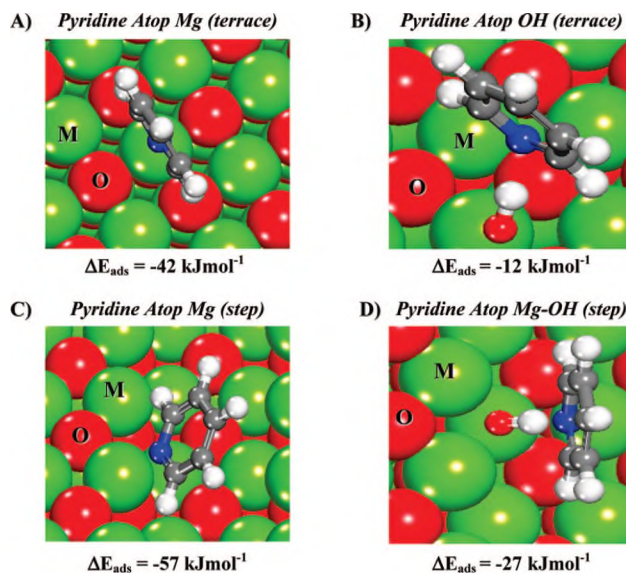 A) Pyridine Atop Mg (terrace)
B) Pyridine Atop OH (terrace)
M
O
M
O
ΔEads = -42 kJmol⁻¹
ΔEads = -12 kJmol⁻¹
C) Pyridine Atop Mg (step)
D) Pyridine Atop Mg-OH (step)
M
O
M
O
ΔEads = -57 kJmol⁻¹
ΔEads = -27 kJmol⁻¹